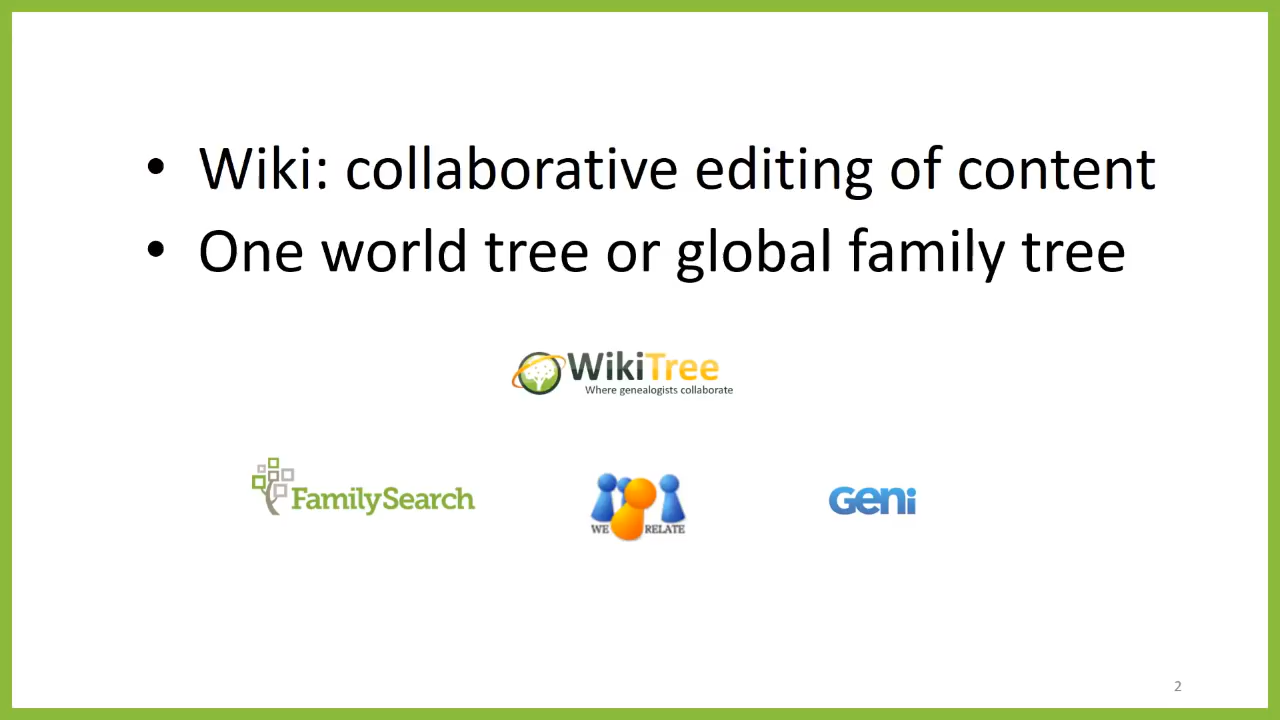 • Wiki: collaborative editing of content
• One world tree or global family tree
WikiTree
Where genealogists collaborate
FamilySearch
WE RELATE
Geni
2